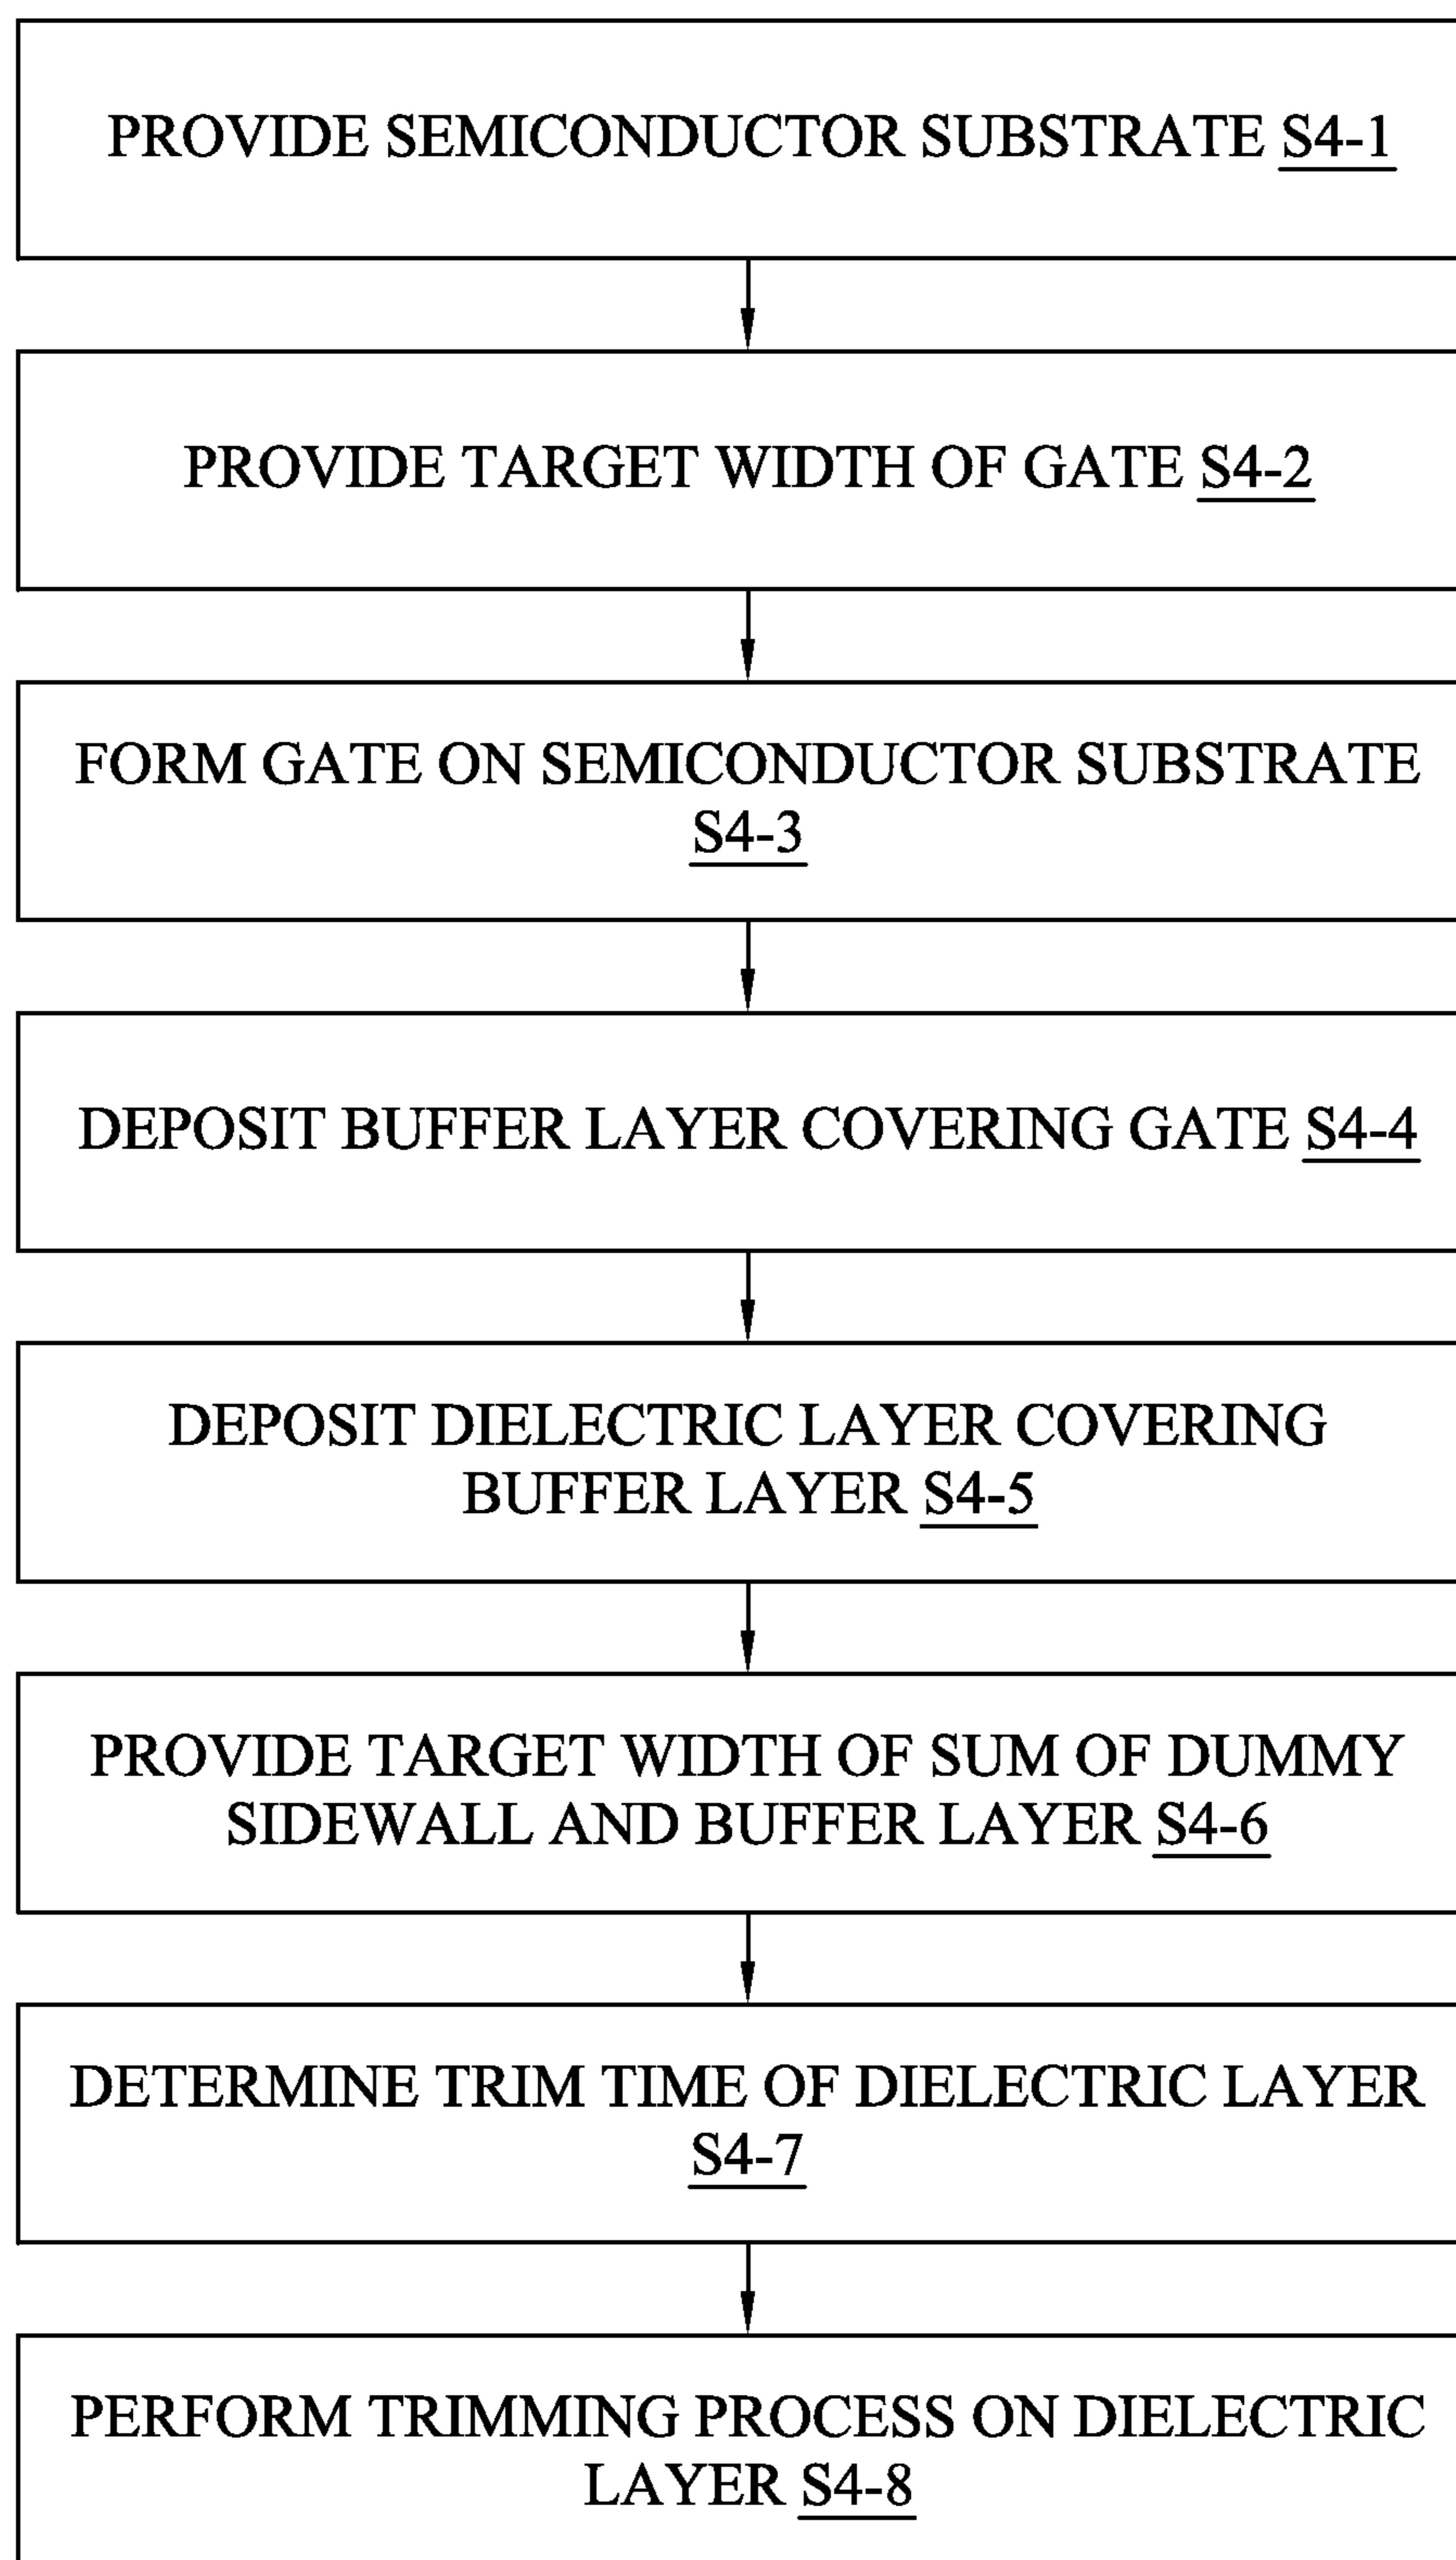 PROVIDE SEMICONDUCTOR SUBSTRATE S4-1
PROVIDE TARGET WIDTH OF GATE S4-2
FORM GATE ON SEMICONDUCTOR SUBSTRATE
S4-3
DEPOSIT BUFFER LAYER COVERING GATE S4-4
DEPOSIT DIELECTRIC LAYER COVERING
BUFFER LAYER S4-5
PROVIDE TARGET WIDTH OF SUM OF DUMMY
SIDEWALL AND BUFFER LAYER S4-6
DETERMINE TRIM TIME OF DIELECTRIC LAYER
S4-7
PERFORM TRIMMING PROCESS ON DIELECTRIC
LAYER S4-8